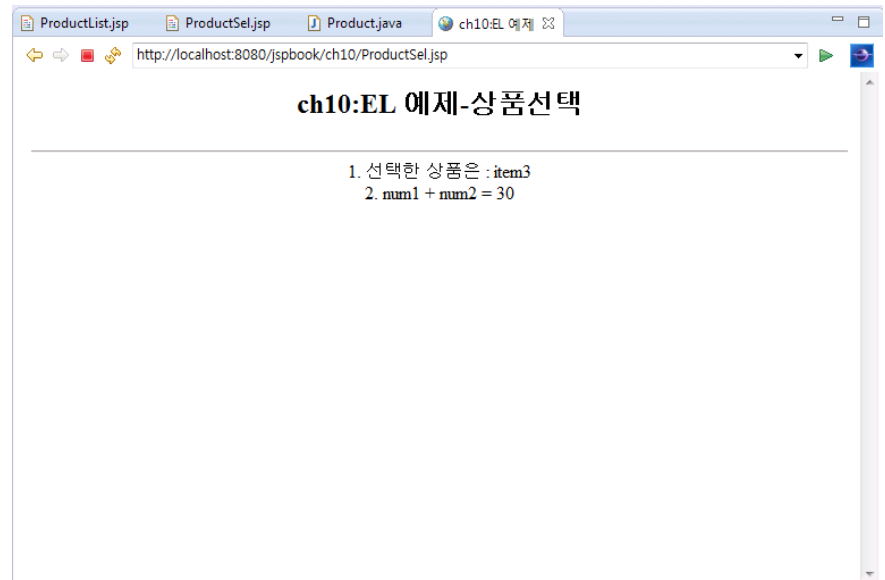 ProductList.jsp ProductSel.jsp Product.java ch10:EL 예제
http://localhost:8080/jspbook/ch10/ProductSel.jsp
ch10:EL 예제-상품선택
1. 선택한 상품은 : item3
2. num1 + num2 = 30